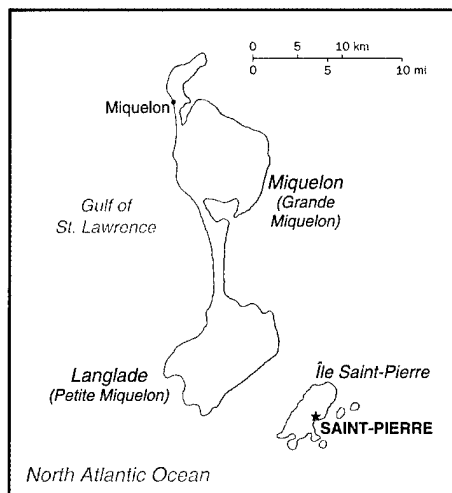 0 5 10 km
0 5 10 mi
Miquelon
Miquelon
(Grande
Miquelon)
Gulf of
St. Lawrence
Langlade
(Petite Miquelon)
Île Saint-Pierre
SAINT-PIERRE
North Atlantic Ocean